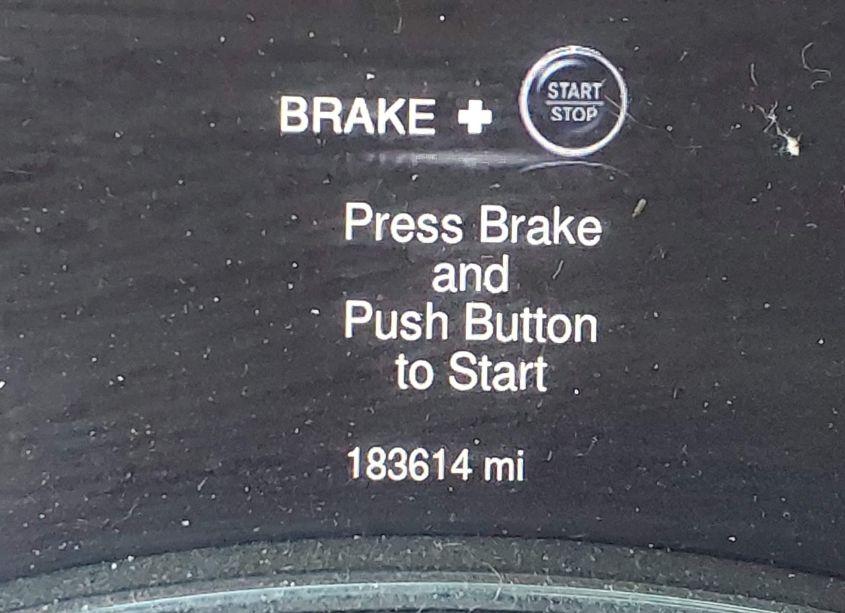 BRAKE + START
STOP
Press Brake
and
Push Button
to Start
183614 mi